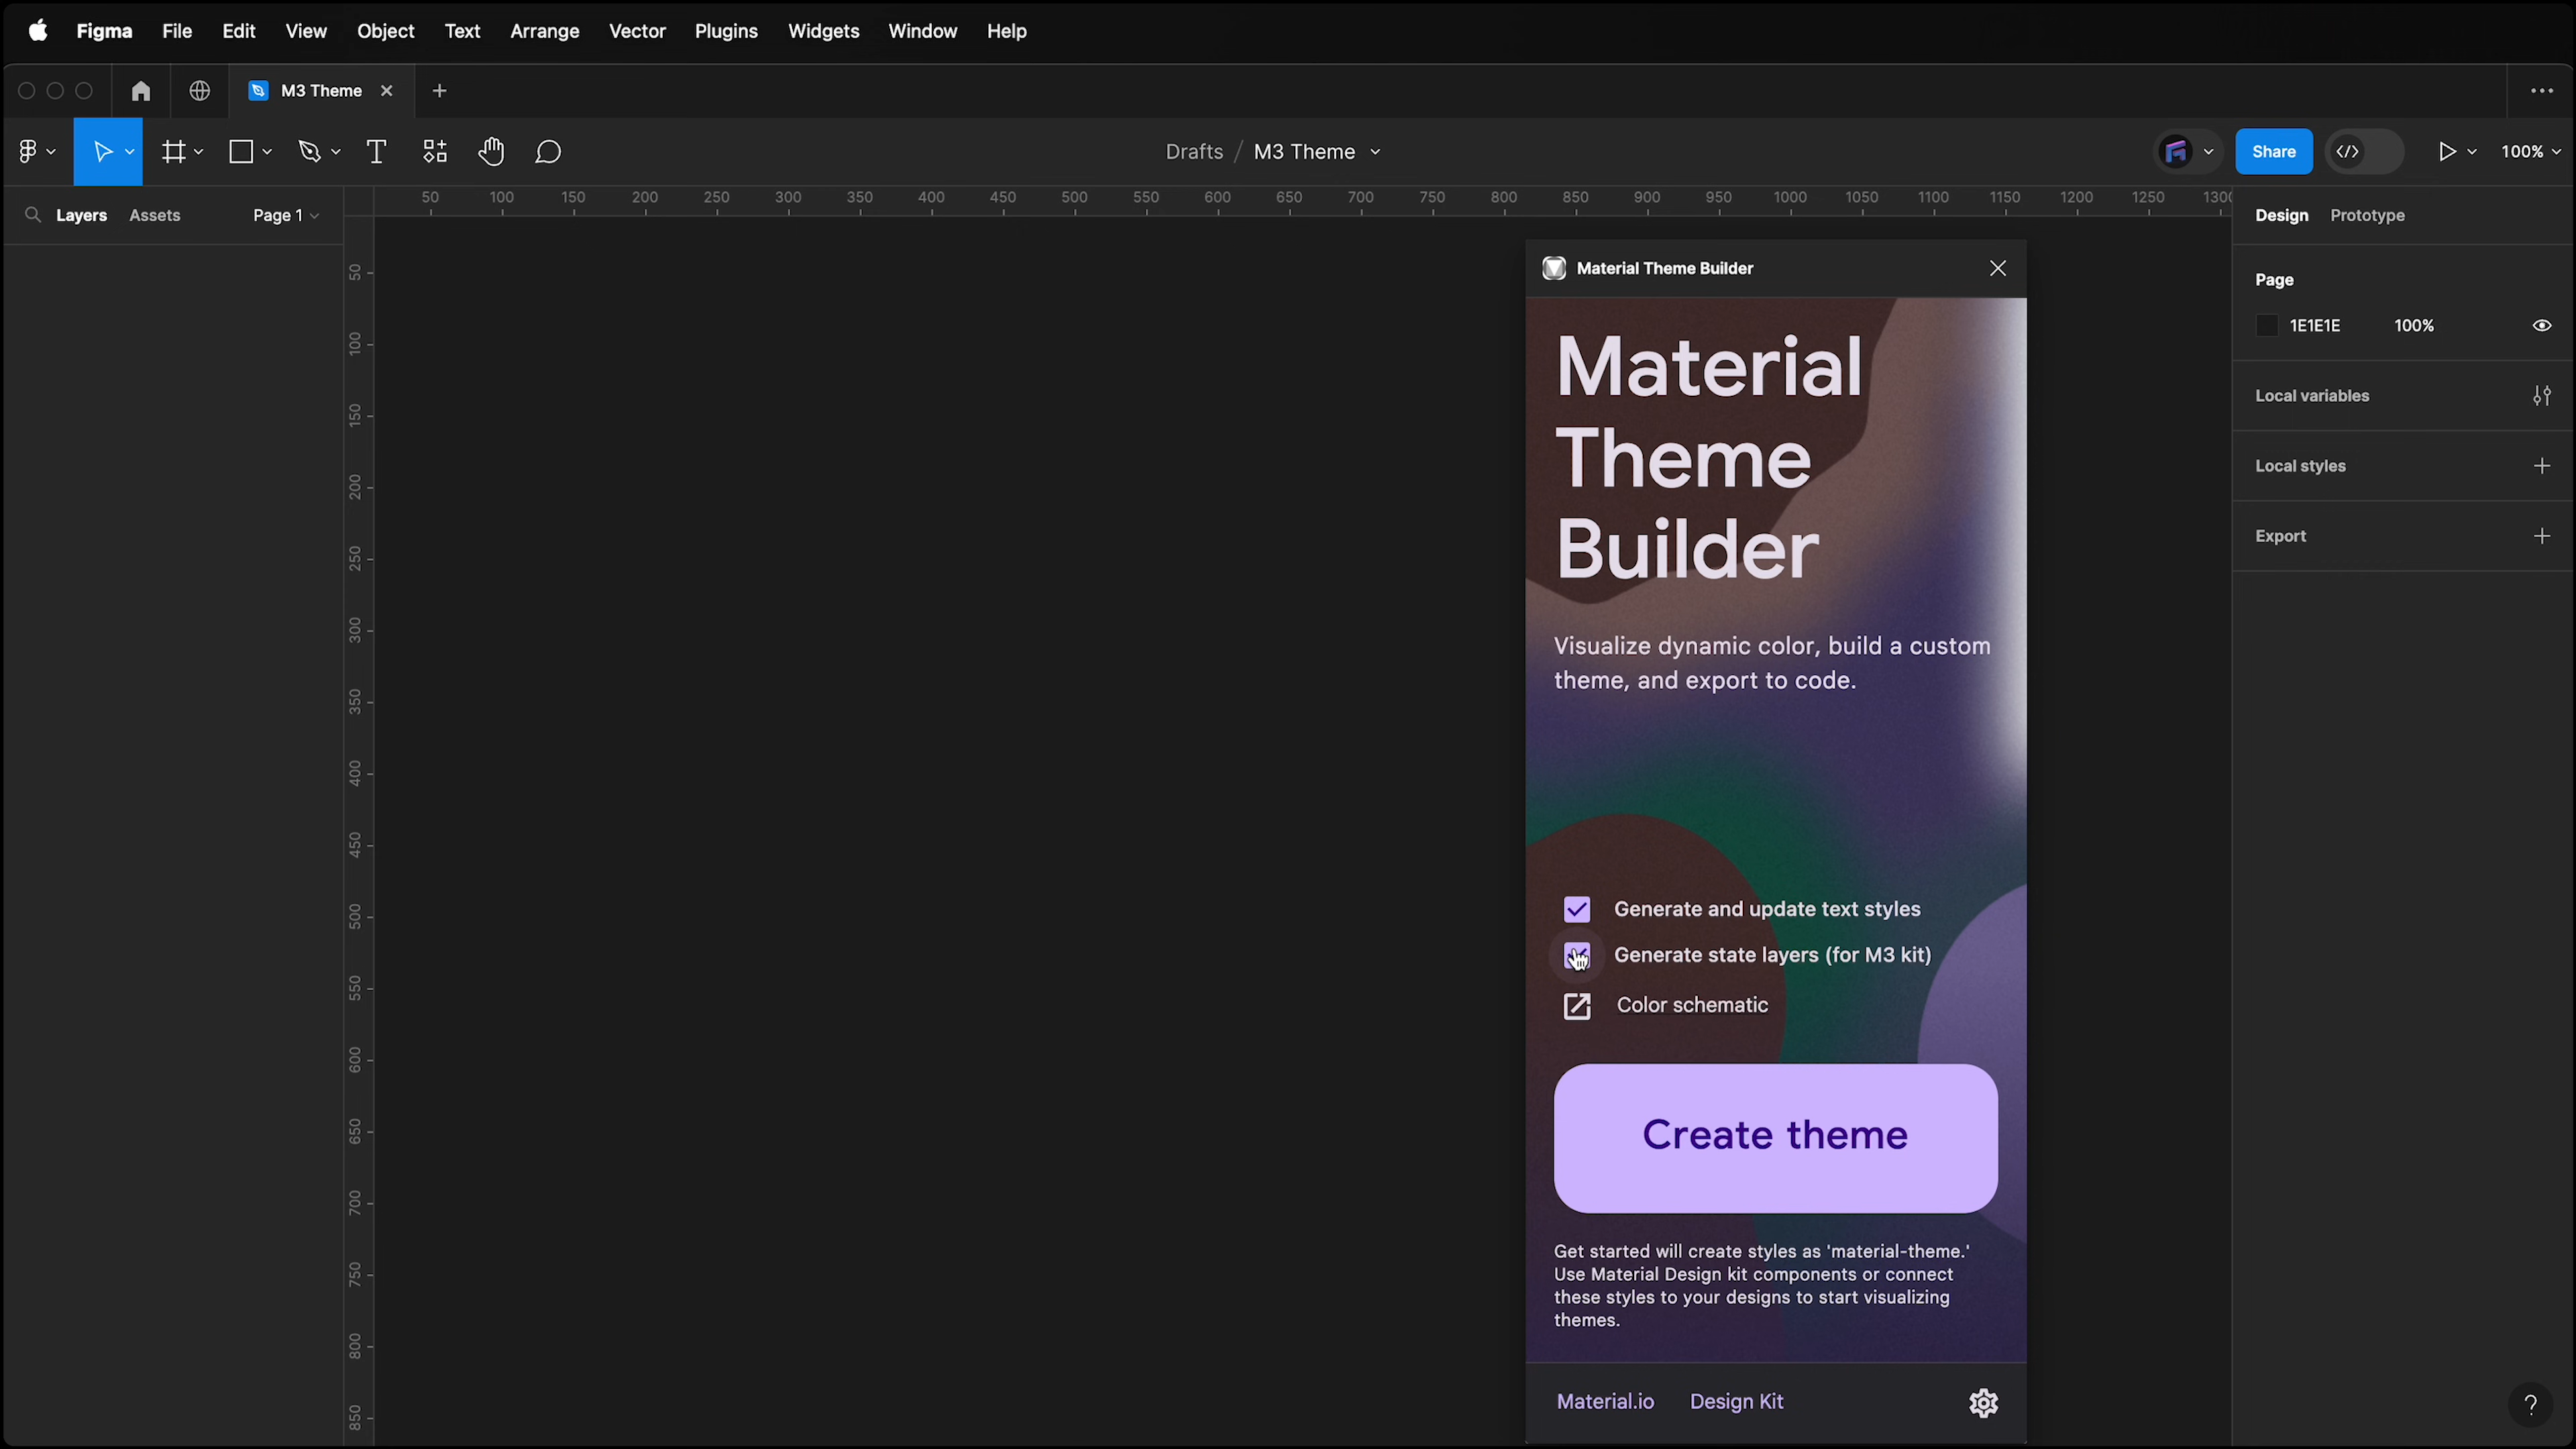 Figma File Edit View Object Text Arrange Vector Plugins Widgets Window Help
M3 Theme
Drafts / M3 Theme
Share
100%
Layers Assets Page 1
50 100 150 200 250 300 350 400 450 500 550 600 650 700 750 800 850 900 950 1000 1050 1100 1150 1200 1250 1300
50
100
150
200
250
300
350
400
450
500
550
600
650
700
750
800
850
Material Theme Builder
Material
Theme
Builder
Visualize dynamic color, build a custom
theme, and export to code.
Generate and update text styles
Generate state layers (for M3 kit)
Color schematic
Create theme
Get started will create styles as 'material-theme.'
Use Material Design kit components or connect
these styles to your designs to start visualizing
themes.
Material.io Design Kit
Design Prototype
Page
1E1E1E 100%
Local variables
Local styles
Export
?